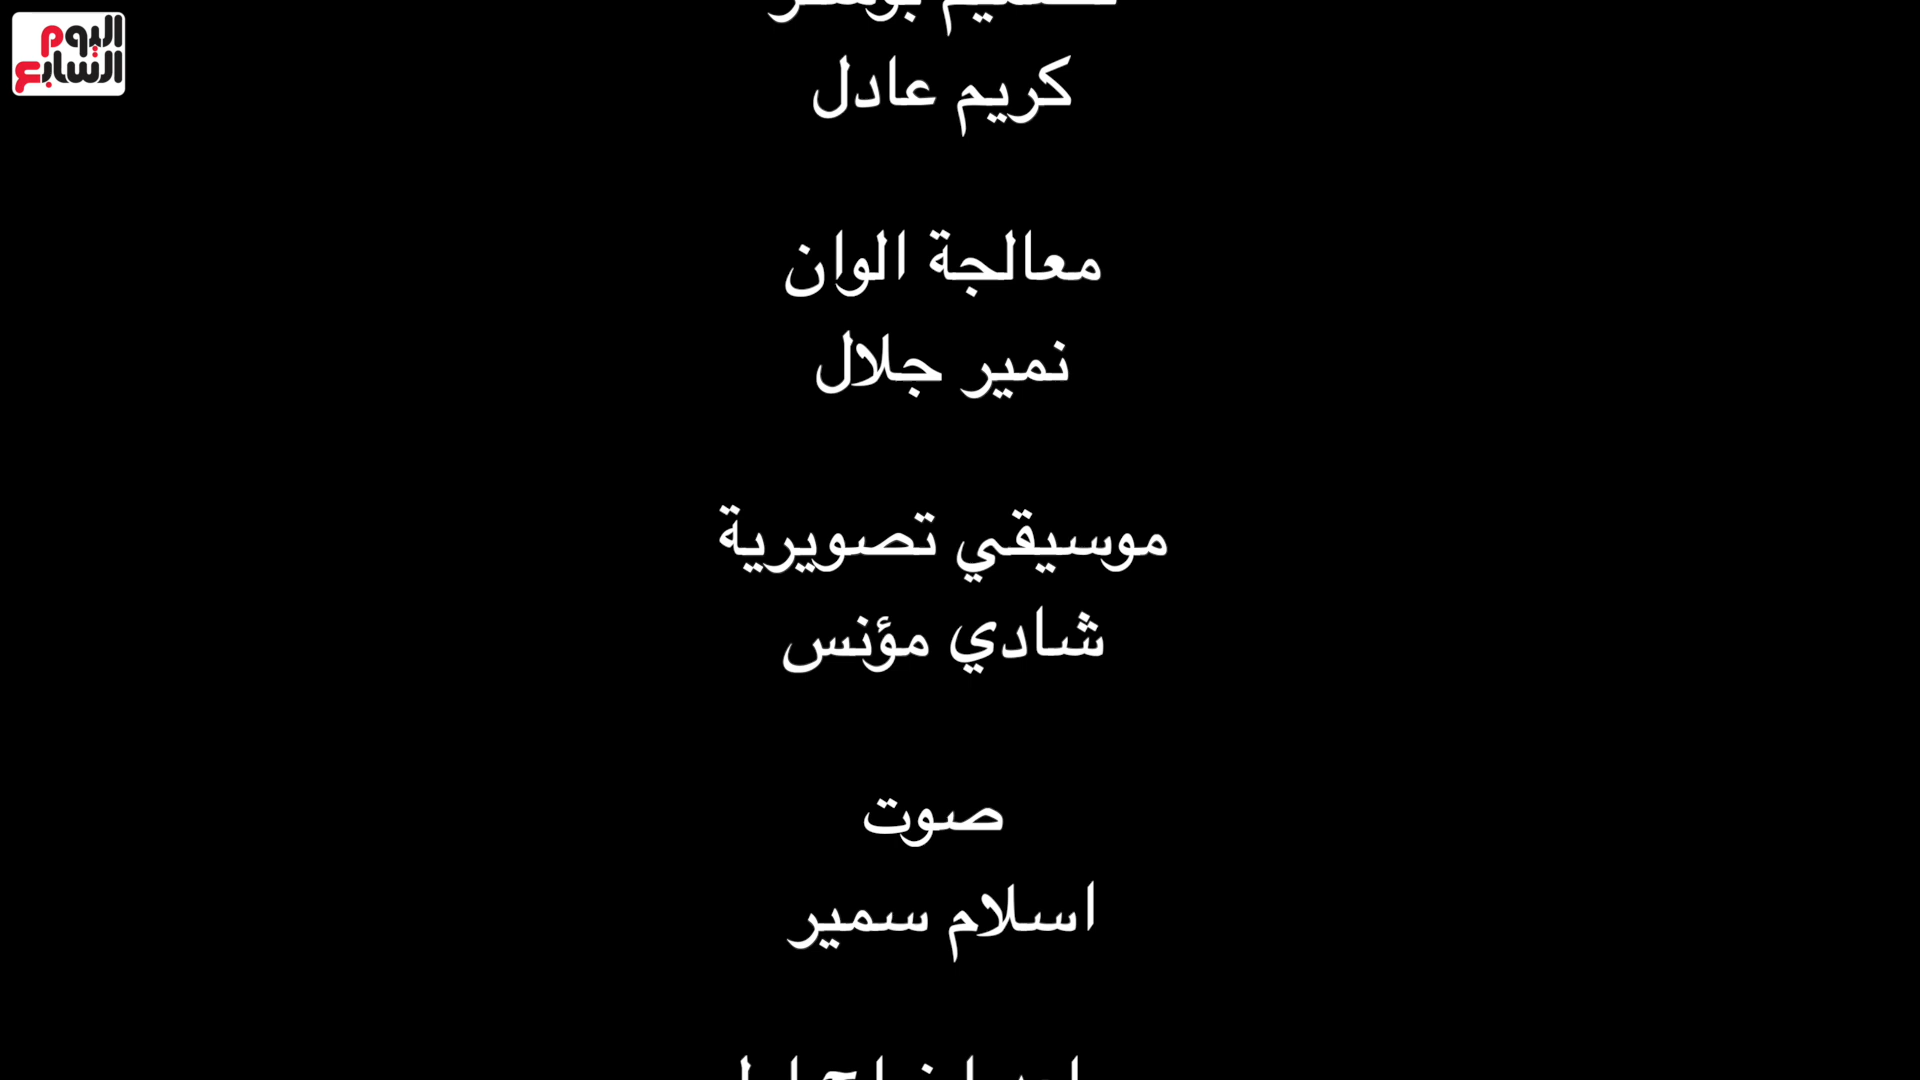 اليوم
السابع
كريم عادل
معالجة الوان
نمير جلال
موسيقي تصويرية
شادي مؤنس
صوت
اسلام سمير